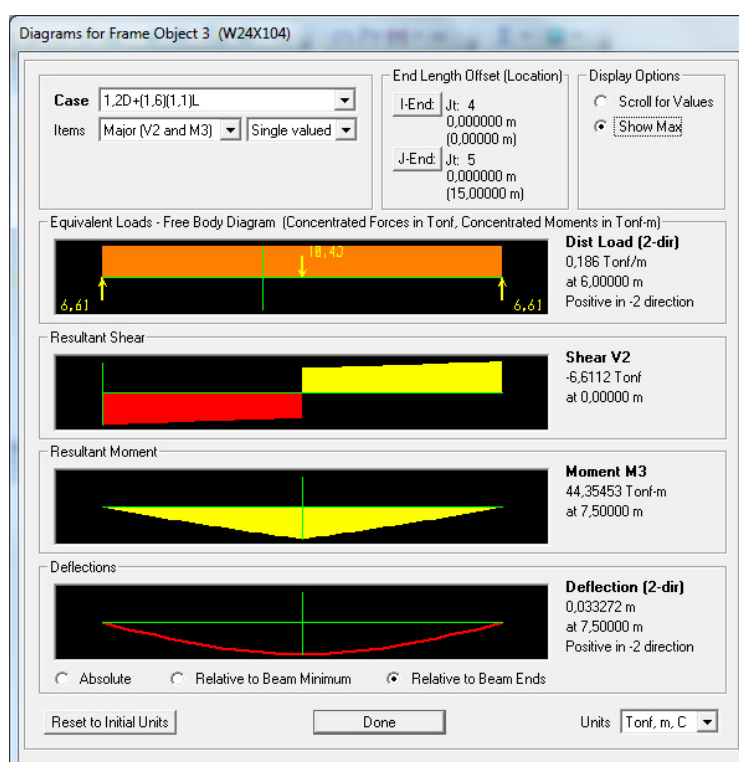 Diagrams for Frame Object 3 (W24X104)
Case 1,2D+(1,6)(1,1)L
Items Major (V2 and M3) Single valued
End Length Offset (Location)
I-End: Jt: 4
0,000000 m
(0,00000 m)
J-End: Jt: 5
0,000000 m
(15,00000 m)
Display Options
Scroll for Values
Show Max
Equivalent Loads - Free Body Diagram (Concentrated Forces in Tonf, Concentrated Moments in Tonf-m)
10,43
6,61
6,61
Dist Load (2-dir)
0,186 Tonf/m
at 6,00000 m
Positive in -2 direction
Resultant Shear
Shear V2
-6,6112 Tonf
at 0,00000 m
Resultant Moment
Moment M3
44,35453 Tonf-m
at 7,50000 m
Deflections
Deflection (2-dir)
0,033272 m
at 7,50000 m
Positive in -2 direction
Absolute Relative to Beam Minimum Relative to Beam Ends
Reset to Initial Units Done Units Tonf, m, C